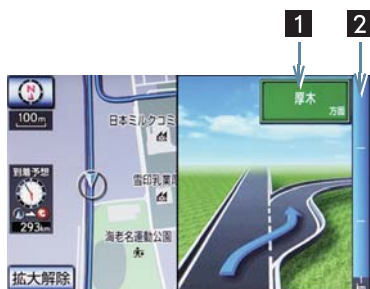 1 2
N
100m
日本ミルクコミ
雪印乳業厚
到着予想
293km
海老名運動公園
拡大解除
厚木
方面